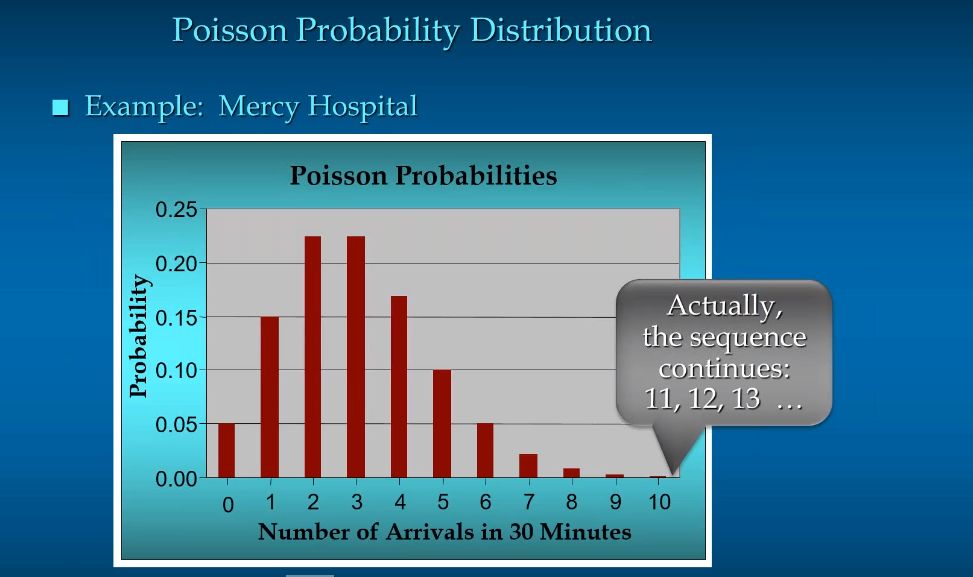 Poisson Probability Distribution
Example: Mercy Hospital
Poisson Probabilities
0.25
0.20
0.15
0.10
0.05
0.00
Probability
0 1 2 3 4 5 6 7 8 9 10
Number of Arrivals in 30 Minutes
Actually,
the sequence
continues:
11, 12, 13 …